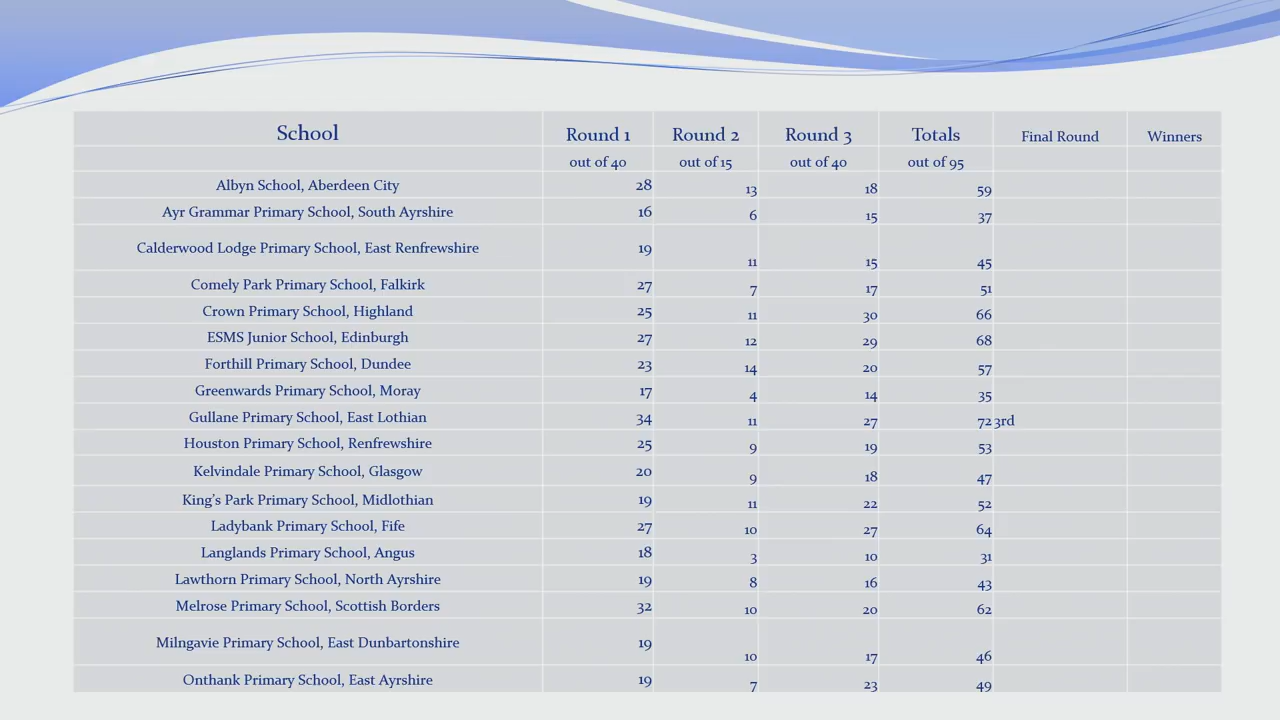 School Round 1 Round 2 Round 3 Totals Final Round Winners
out of 40 out of 15 out of 40 out of 95
Albyn School, Aberdeen City 28 13 18 59
Ayr Grammar Primary School, South Ayrshire 16 6 15 37
Calderwood Lodge Primary School, East Renfrewshire 19 11 15 45
Comely Park Primary School, Falkirk 27 7 17 51
Crown Primary School, Highland 25 11 30 66
ESMS Junior School, Edinburgh 27 12 29 68
Forthill Primary School, Dundee 23 14 20 57
Greenwards Primary School, Moray 17 4 14 35
Gullane Primary School, East Lothian 34 11 27 72 3rd
Houston Primary School, Renfrewshire 25 9 19 53
Kelvindale Primary School, Glasgow 20 9 18 47
King's Park Primary School, Midlothian 19 11 22 52
Ladybank Primary School, Fife 27 10 27 64
Langlands Primary School, Angus 18 3 10 31
Lawthorn Primary School, North Ayrshire 19 8 16 43
Melrose Primary School, Scottish Borders 32 10 20 62
Milngavie Primary School, East Dunbartonshire 19 10 17 46
Onthank Primary School, East Ayrshire 19 7 23 49